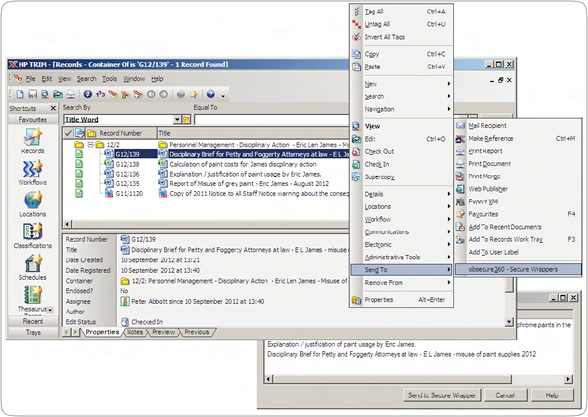 Tag All Ctrl+A
Untag All Ctrl+U
Invert All Tags
Copy Ctrl+C
Paste Ctrl+V
New
Search
Navigation
View
Edit Ctrl+O
Check Out
Check In
Supercopy
Details
Locations
Workflow
Communications
Electronic
Administrative Tools
Send To
Remove From
Properties Alt+Enter
Mail Recipient
Make Reference F4
Print Report
Print Document
Print Merge
Web Publisher
Export XMl
Favourites F4
Add To Recent Documents
Add To Records Work Tray F3
Add To User Label
obsecure360 - Secure Wrappers
HP TRIM - [Records - Container Of is 'G12/139' - 1 Record Found]
File Edit View Search Tools Window Help
Shortcuts
Favourites
Records
Workflows
Locations
Classifications
Schedules
Thesaurus
Recent
Trays
Search By Equal To
Title Word
Record Number Title
12/2 Personnel Management - Disciplinary Action - Eric Len James - Misuse
G12/139 Disciplinary Brief for Petty and Foggerty Attorneys at law - E L Ja
G12/138 Calculation of paint costs for James disciplinary action
G12/136 Explanation / justification of paint usage by Eric James.
G12/135 Report of Misuse of grey paint - Eric James - August 2012
G11/1120 Copy of 2011 Notice to All Staff Notice warning about the conse
Record Number G12/139
Title Disciplinary Brief for Petty and Foggerty Attorneys at law - E L James - misuse
Date Created 10 September 2012 at 13:21
Date Registered 10 September 2012 at 13:40
Container 12/2: Personnel Management - Disciplinary Action - Eric Len James - Misuse of
Endosed? No
Assignee Peter Abbott since 10 September 2012 at 13:40
Author
Edit Status Checked In
Properties Notes Preview Previous
chrome paints in the
Explanation / justification of paint usage by Eric James.
Disciplinary Brief for Petty and Foggerty Attorneys at law - E L James -misuse of paint supplies 2012
Send to Secure Wrapper Cancel Help